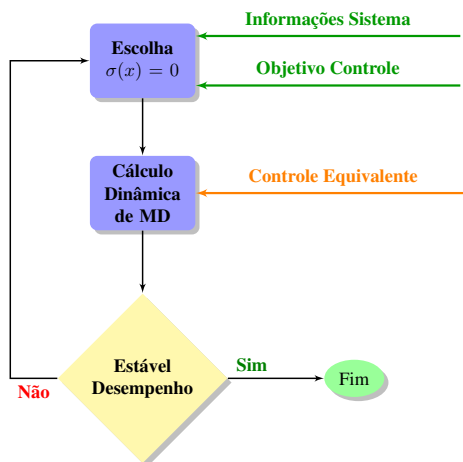 Informações Sistema
Escolha
σ(x) = 0
Objetivo Controle
Cálculo
Dinâmica
de MD
Controle Equivalente
Estável
Desempenho
Sim
Não
Fim